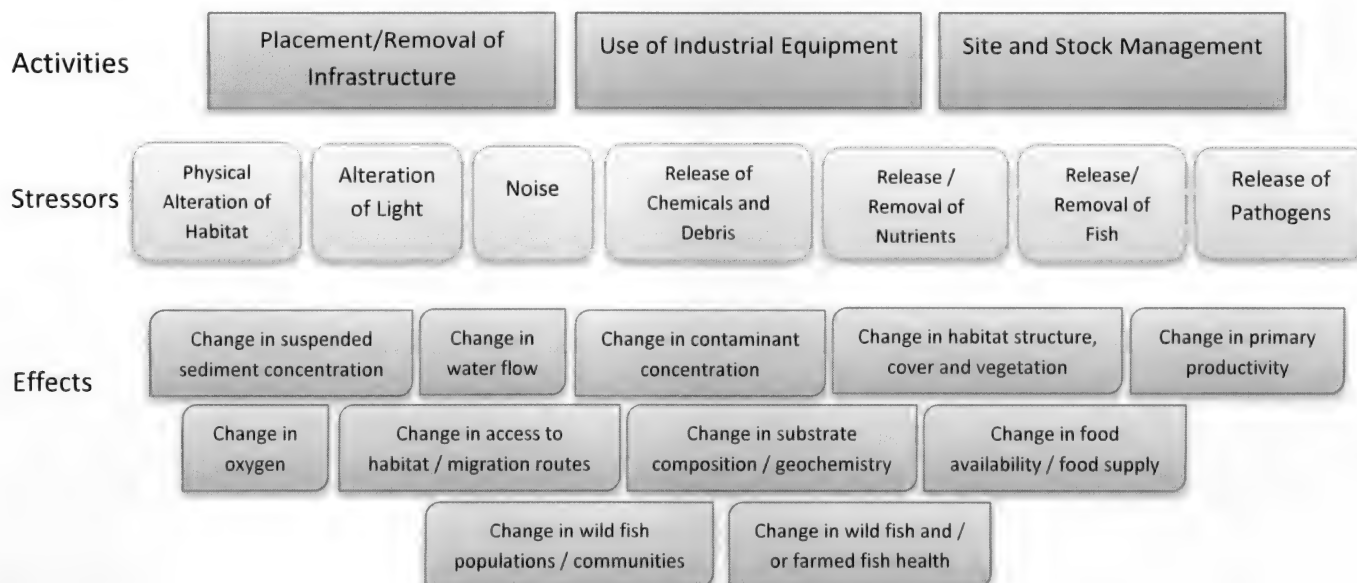 Activities
Placement/Removal of
Infrastructure
Use of Industrial Equipment
Site and Stock Management
Stressors
Physical
Alteration of
Habitat
Alteration
of Light
Noise
Release of
Chemicals and
Debris
Release /
Removal of
Nutrients
Release/
Removal of
Fish
Release of
Pathogens
Effects
Change in suspended
sediment concentration
Change in
water flow
Change in contaminant
concentration
Change in habitat structure,
cover and vegetation
Change in primary
productivity
Change in
oxygen
Change in access to
habitat / migration routes
Change in substrate
composition / geochemistry
Change in food
availability / food supply
Change in wild fish
populations / communities
Change in wild fish and /
or farmed fish health